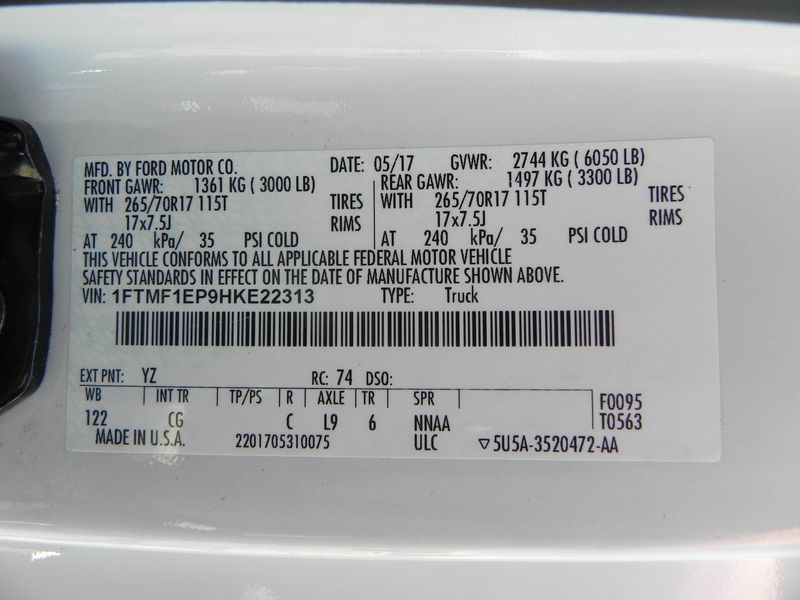 MFD. BY FORD MOTOR CO. DATE: 05/17 GVWR: 2744 KG ( 6050 LB)
FRONT GAWR: 1361 KG ( 3000 LB) REAR GAWR: 1497 KG ( 3300 LB)
WITH 265/70R17 115T TIRES WITH 265/70R17 115T TIRES
17x7.5J RIMS 17x7.5J RIMS
AT 240 kPa/ 35 PSI COLD AT 240 kPa/ 35 PSI COLD
THIS VEHICLE CONFORMS TO ALL APPLICABLE FEDERAL MOTOR VEHICLE
SAFETY STANDARDS IN EFFECT ON THE DATE OF MANUFACTURE SHOWN ABOVE.
VIN: 1FTMF1EP9HKE22313 TYPE: Truck
EXT PNT: YZ RC: 74 DSO:
WB INT TR TP/PS R AXLE TR SPR F0095
122 CG C L9 6 NNAA T0563
MADE IN U.S.A. 2201705310075 ULC ▽5U5A-3520472-AA